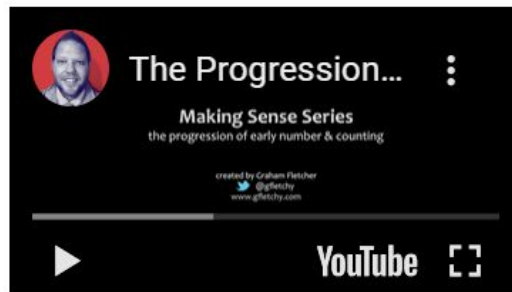 The Progression...
Making Sense Series
the progression of early number & counting
created by Graham Fletcher
@gfletchy
www.gfletchy.com
YouTube